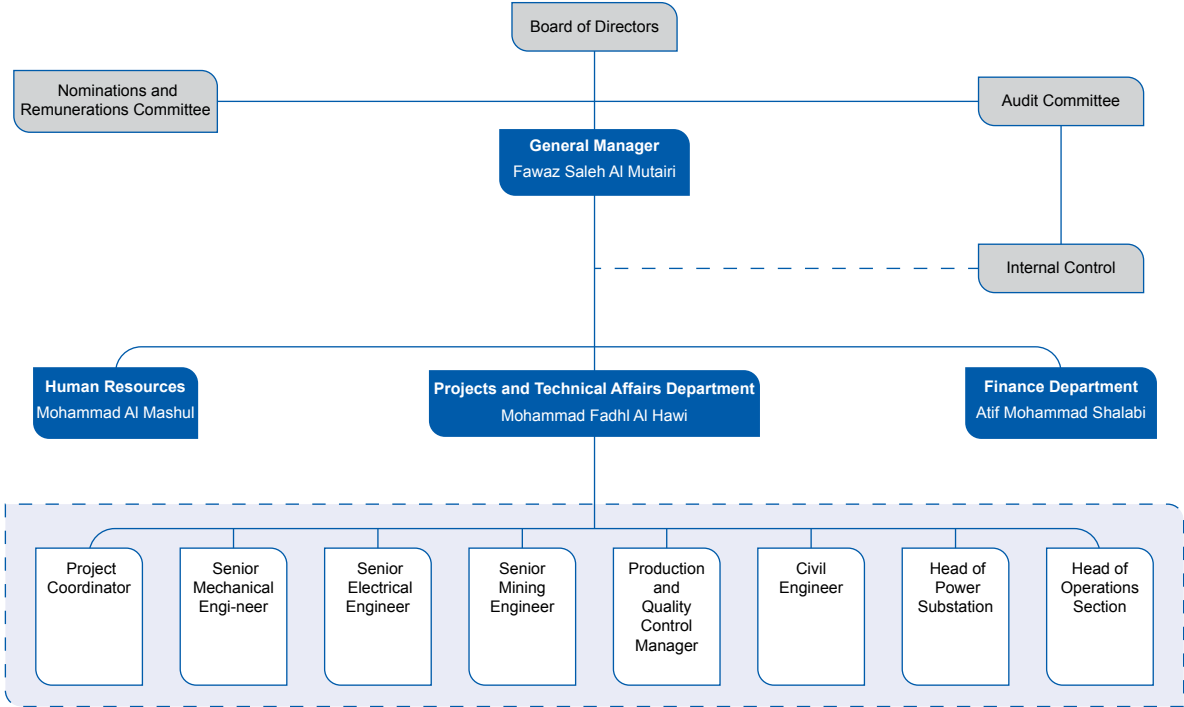 Board of Directors
Nominations and
Remunerations Committee
Audit Committee
General Manager
Fawaz Saleh Al Mutairi
Internal Control
Human Resources
Mohammad Al Mashul
Projects and Technical Affairs Department
Mohammad Fadhl Al Hawi
Finance Department
Atif Mohammad Shalabi
Project
Coordinator
Senior
Mechanical
Engi-neer
Senior
Electrical
Engineer
Senior
Mining
Engineer
Production
and
Quality
Control
Manager
Civil
Engineer
Head of
Power
Substation
Head of
Operations
Section